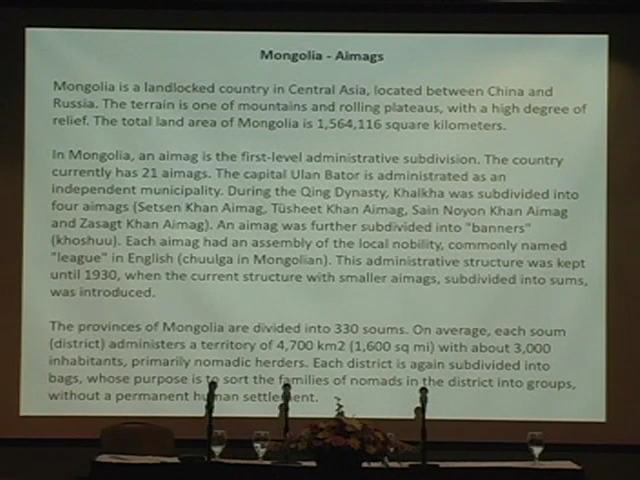 Mongolia - Aimags
Mongolia is a landlocked country in Central Asia, located between China and
Russia. The terrain is one of mountains and rolling plateaus, with a high degree of
relief. The total land area of Mongolia is 1,564,116 square kilometers.
In Mongolia, an aimag is the first-level administrative subdivision. The country
currently has 21 aimags. The capital Ulan Bator is administrated as an
independent municipality. During the Qing Dynasty, Khalkha was subdivided into
four aimags (Setsen Khan Aimag, Tüsheet Khan Aimag, Sain Noyon Khan Aimag
and Zasagt Khan Aimag). An aimag was further subdivided into "banners"
(khoshuu). Each aimag had an assembly of the local nobility, commonly named
"league" in English (chuulga in Mongolian). This administrative structure was kept
until 1930, when the current structure with smaller aimags, subdivided into sums,
was introduced.
The provinces of Mongolia are divided into 330 soums. On average, each soum
(district) administers a territory of 4,700 km2 (1,600 sq mi) with about 3,000
inhabitants, primarily nomadic herders. Each district is again subdivided into
bags, whose purpose is to sort the families of nomads in the district into groups,
without a permanent human settlement.